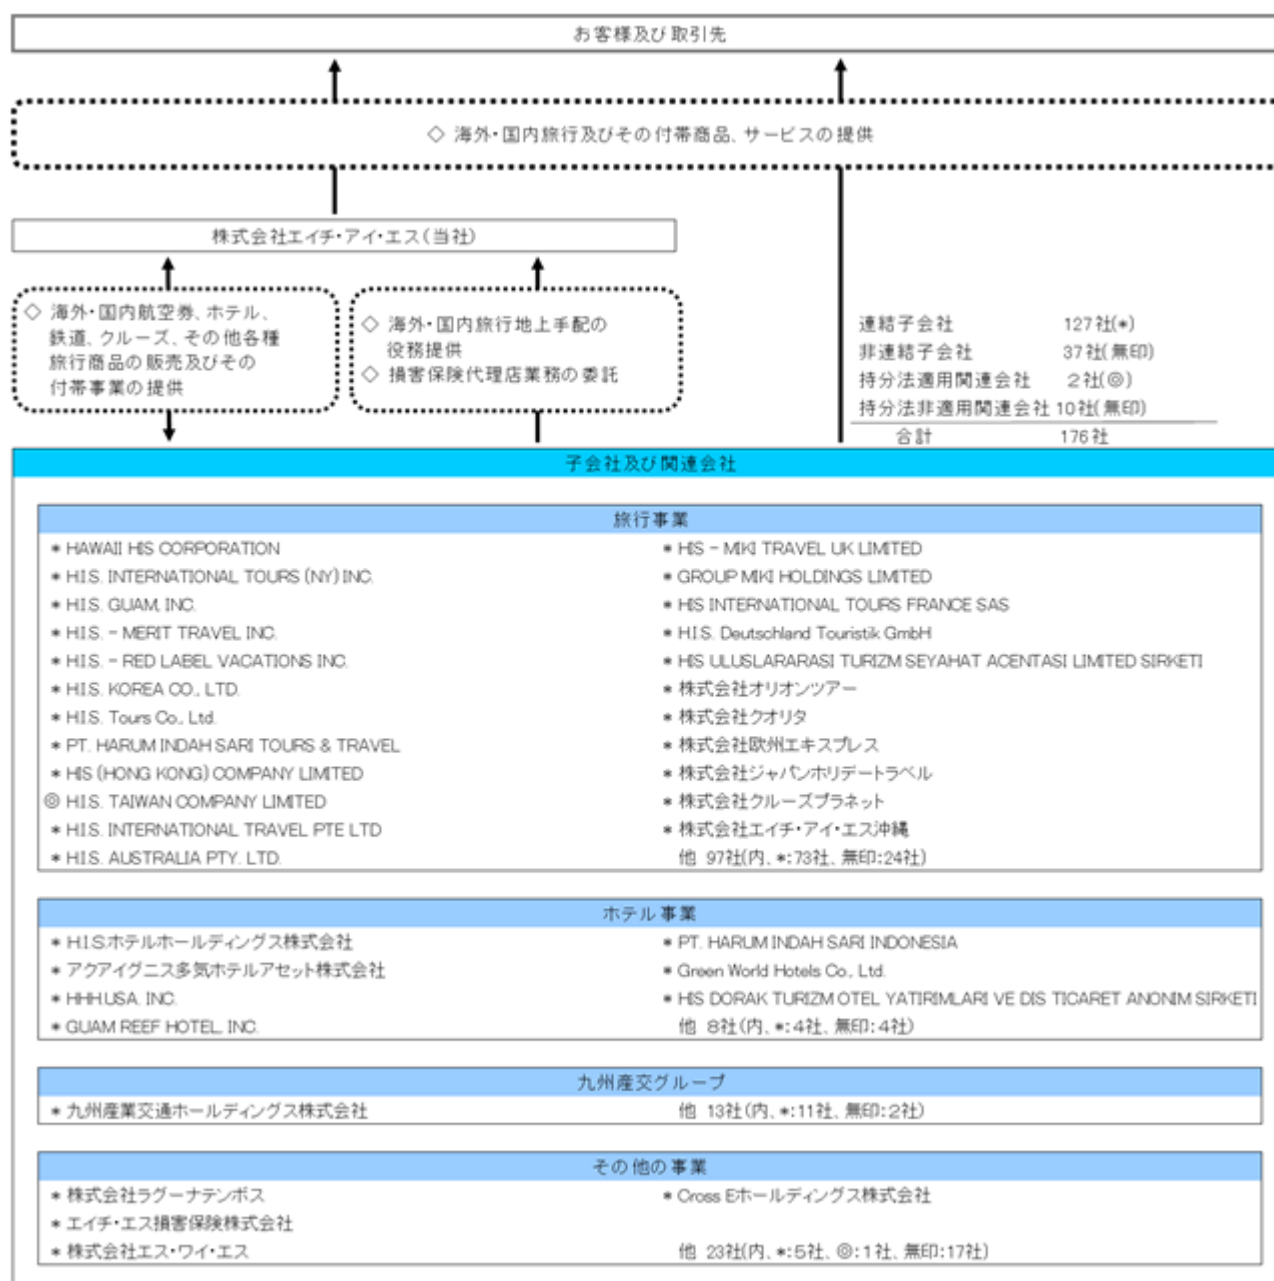 お客様及び取引先
◇ 海外・国内旅行及びその付帯商品、サービスの提供
株式会社エイチ・アイ・エス(当社)
◇ 海外・国内航空券、ホテル、
鉄道、クルーズ、その他各種
旅行商品の販売及びその
付帯事業の提供
◇ 海外・国内旅行地上手配の
役務提供
◇ 損害保険代理店業務の委託
連結子会社 127社(*)
非連結子会社 37社(無印)
持分法適用関連会社 2社(◎)
持分法非適用関連会社 10社(無印)
合計 176社
子会社及び関連会社
旅行事業
* HAWAII HIS CORPORATION
* H.I.S. INTERNATIONAL TOURS (NY) INC.
* H.I.S. GUAM, INC.
* H.I.S. - MERIT TRAVEL INC.
* H.I.S. - RED LABEL VACATIONS INC.
* H.I.S. KOREA CO., LTD.
* H.I.S. Tours Co., Ltd.
* PT. HARUM INDAH SARI TOURS & TRAVEL
* HIS (HONG KONG) COMPANY LIMITED
◎ H.I.S. TAIWAN COMPANY LIMITED
* H.I.S. INTERNATIONAL TRAVEL PTE LTD
* H.I.S. AUSTRALIA PTY. LTD.
* HIS - MIKI TRAVEL UK LIMITED
* GROUP MIKI HOLDINGS LIMITED
* HIS INTERNATIONAL TOURS FRANCE SAS
* H.I.S. Deutschland Touristik GmbH
* HIS ULUSLARARASI TURIZM SEYAHAT ACENTASI LIMITED SIRKETI
* 株式会社オリオンツアー
* 株式会社クオリタ
* 株式会社欧州エキスプレス
* 株式会社ジャパンホリデートラベル
* 株式会社クルーズプラネット
* 株式会社エイチ・アイ・エス沖縄
他 97社(内、*:73社、無印:24社)
ホテル事業
* H.I.S.ホテルホールディングス株式会社
* アクアイグニス多気ホテルアセット株式会社
* HHH.USA. INC.
* GUAM REEF HOTEL, INC.
* PT. HARUM INDAH SARI INDONESIA
* Green World Hotels Co., Ltd.
* HIS DORAK TURIZM OTEL YATIRIMLARI VE DIS TICARET ANONIM SIRKETI
他 8社(内、*:4社、無印:4社)
九州産交グループ
* 九州産業交通ホールディングス株式会社
他 13社(内、*:11社、無印:2社)
その他の事業
* 株式会社ラグーナテンボス
* エイチ・エス損害保険株式会社
* 株式会社エス・ワイ・エス
* Cross Eホールディングス株式会社
他 23社(内、*:5社、◎:1社、無印:17社)